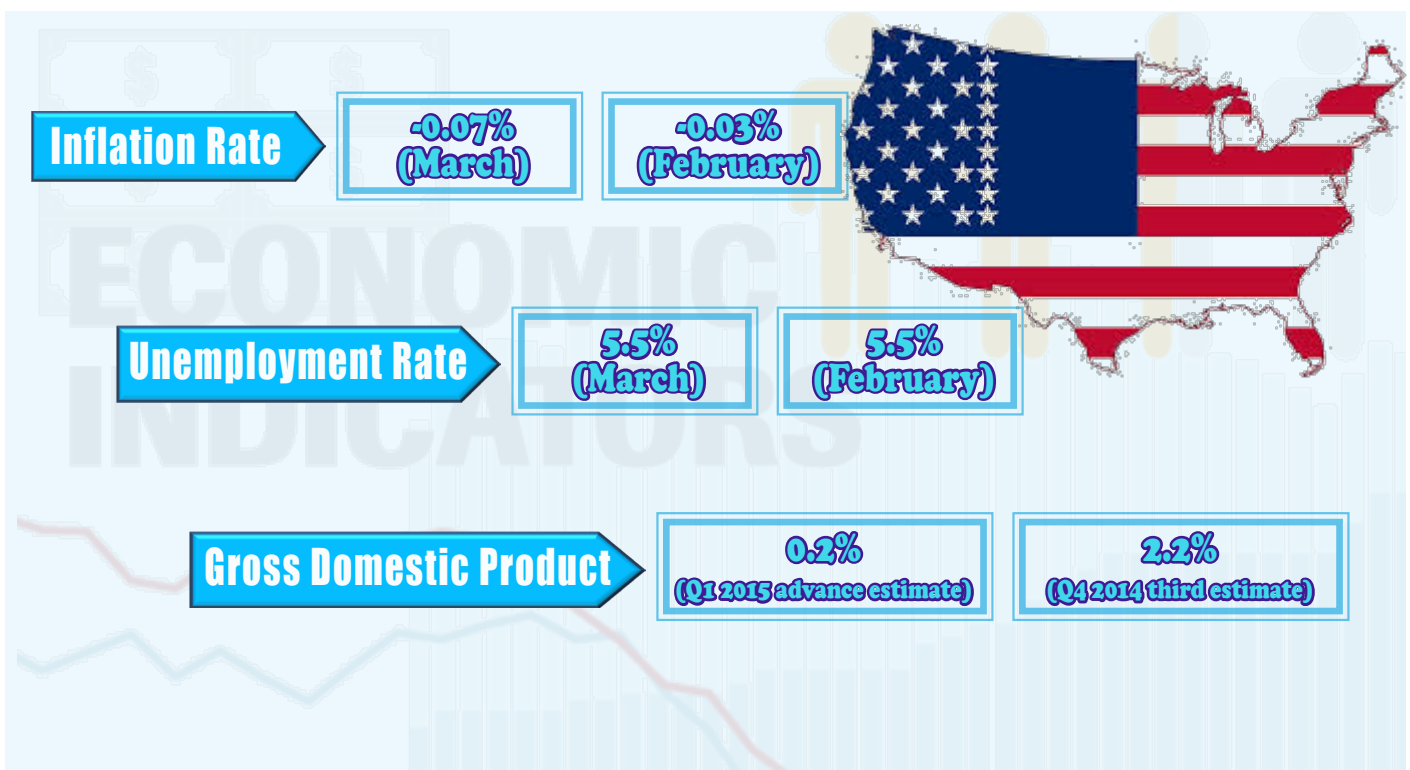 Inflation Rate
-0.07%
(March)
-0.03%
(February)
ECONOMIC
INDICATORS
Unemployment Rate
5.5%
(March)
5.5%
(February)
Gross Domestic Product
0.2%
(Q1 2015 advance estimate)
2.2%
(Q4 2014 third estimate)